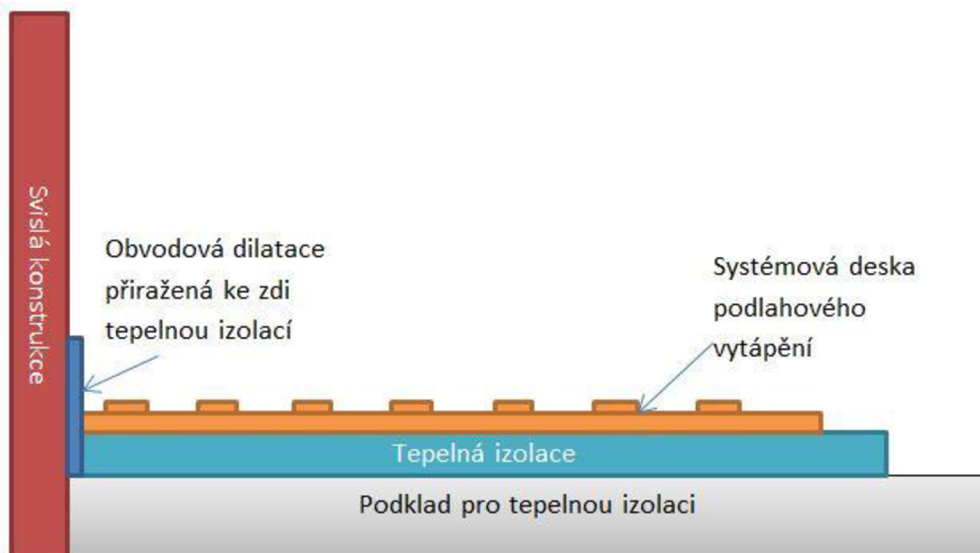 Svislá konstrukce
Obvodová dilatace
přiražená ke zdi
tepelnou izolací
Systémová deska
podlahového
vytápění
Tepelná izolace
Podklad pro tepelnou izolaci